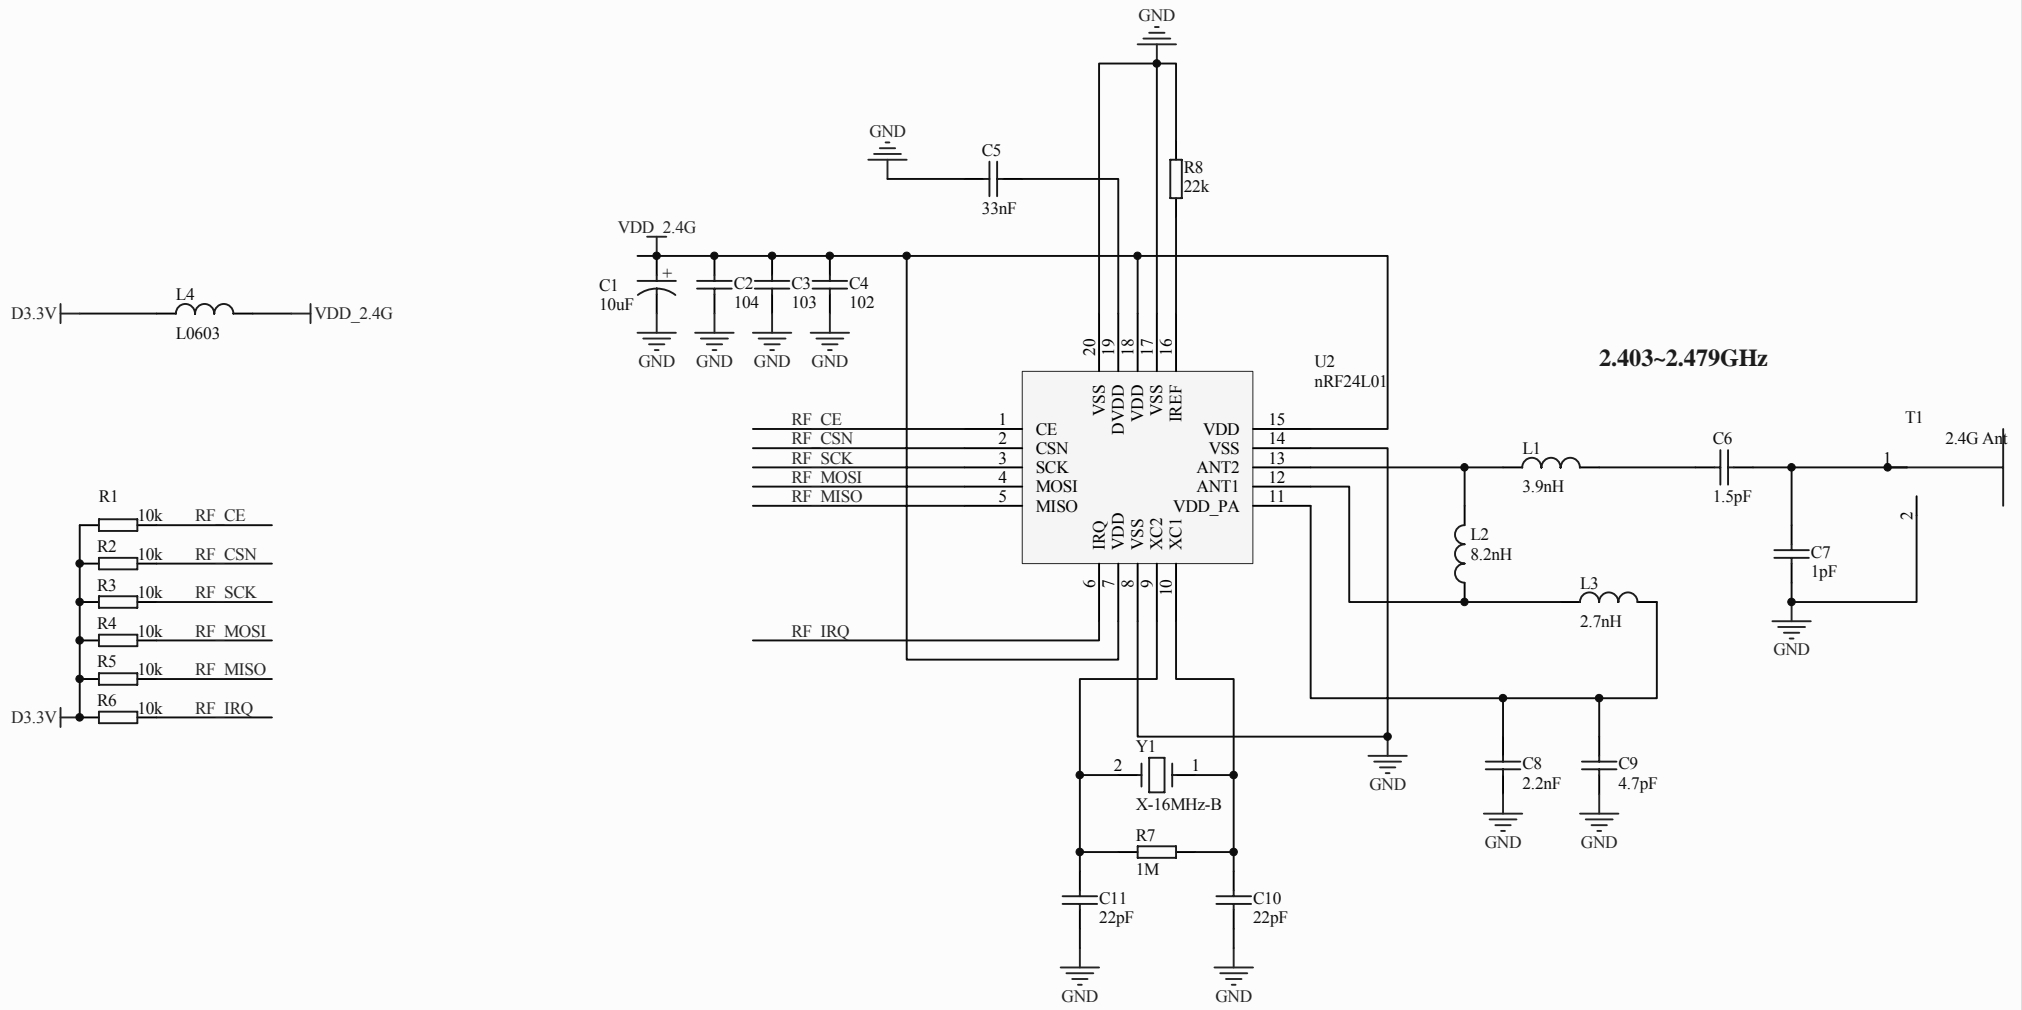 GND
GND
C5
33nF
R8
22k
VDD_2.4G
C1
10uF
+
C2
104
C3
103
C4
102
GND
GND
GND
GND
D3.3V
L4
L0603
VDD_2.4G
20
19
18
17
16
U2
nRF24L01
2.403~2.479GHz
VSS
DVDD
VDD
VSS
IREF
RF_CE
1
CE
RF_CSN
2
CSN
RF_SCK
3
SCK
RF_MOSI
4
MOSI
RF_MISO
5
MISO
VDD
15
VSS
14
ANT2
13
ANT1
12
VDD_PA
11
IRQ
VDD
VSS
XC2
XC1
6
7
8
9
10
L1
3.9nH
C6
1.5pF
T1
2.4G Ant
1
2
L2
8.2nH
C7
1pF
L3
2.7nH
GND
R1
10k
RF_CE
R2
10k
RF_CSN
R3
10k
RF_SCK
R4
10k
RF_MOSI
R5
10k
RF_MISO
R6
D3.3V
10k
RF_IRQ
RF_IRQ
Y1
2
1
X-16MHz-B
GND
C8
2.2nF
C9
4.7pF
GND
GND
R7
1M
C11
22pF
C10
22pF
GND
GND